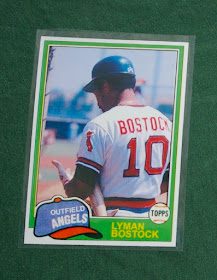 BOSTOCK
10
OUTFIELD
ANGELS
TOPPS
LYMAN
BOSTOCK